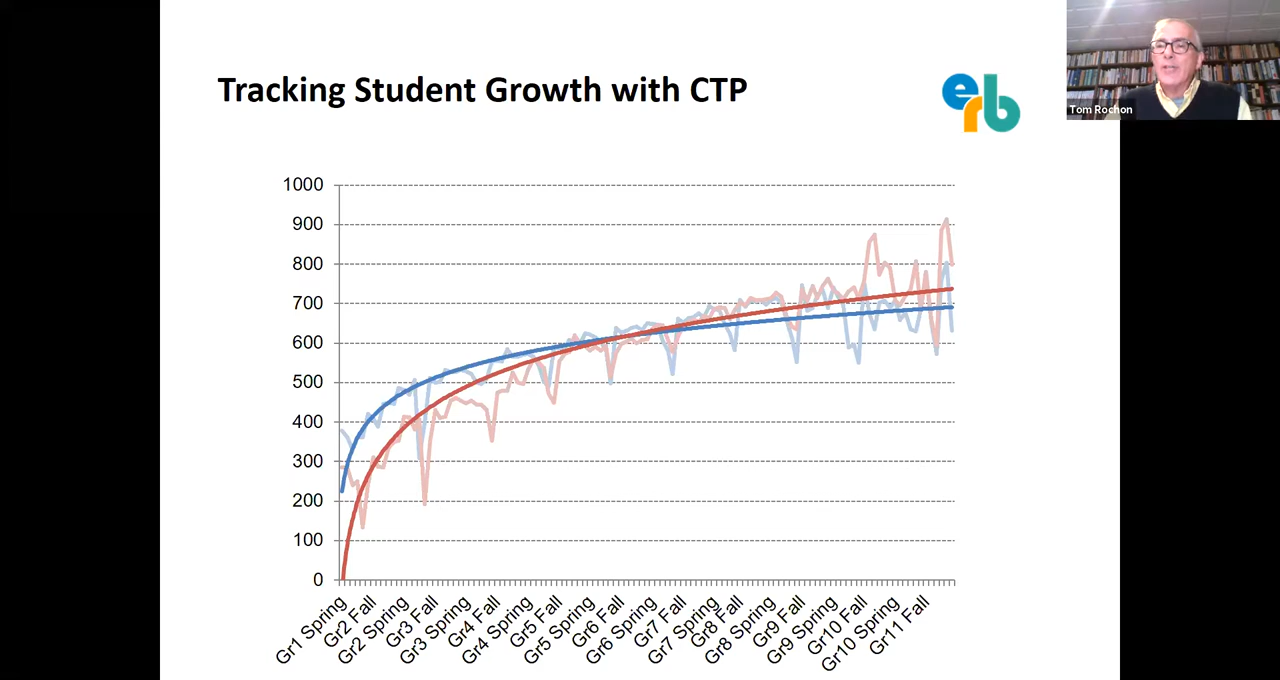 Tracking Student Growth with CTP
erb
Tom Rochon
1000
900
800
700
600
500
400
300
200
100
0
Gr1 Spring
Gr2 Fall
Gr2 Spring
Gr3 Fall
Gr3 Spring
Gr4 Fall
Gr4 Spring
Gr5 Fall
Gr5 Spring
Gr6 Fall
Gr6 Spring
Gr7 Fall
Gr7 Spring
Gr8 Fall
Gr8 Spring
Gr9 Fall
Gr9 Spring
Gr10 Fall
Gr10 Spring
Gr11 Fall